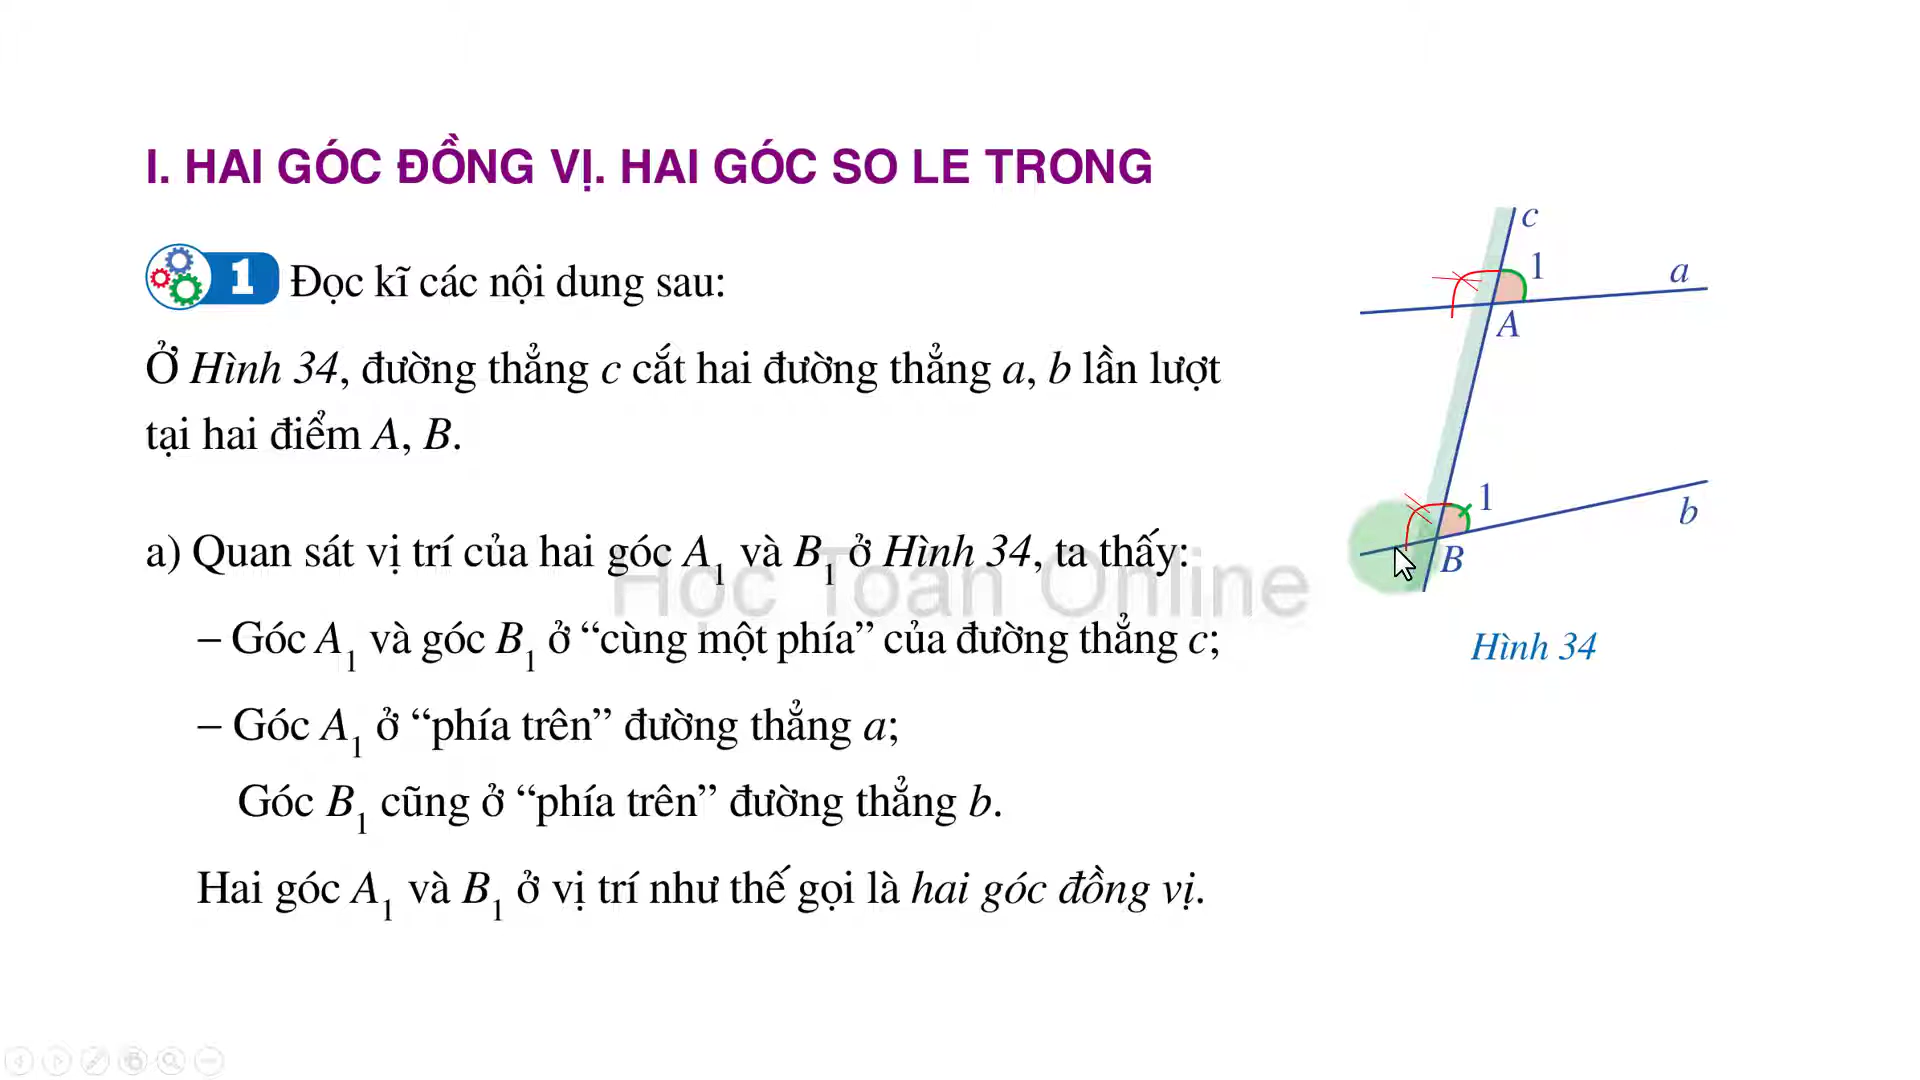 I. HAI GÓC ĐỒNG VỊ. HAI GÓC SO LE TRONG
1 Đọc kĩ các nội dung sau:
Ở Hình 34, đường thẳng c cắt hai đường thẳng a, b lần lượt
tại hai điểm A, B.
a) Quan sát vị trí của hai góc A1 và B1 ở Hình 34, ta thấy:
Học Toán Online
– Góc A1 và góc B1 ở “cùng một phía” của đường thẳng c;
– Góc A1 ở “phía trên” đường thẳng a;
Góc B1 cũng ở “phía trên” đường thẳng b.
Hai góc A1 và B1 ở vị trí như thế gọi là hai góc đồng vị.
c
1
a
A
1
b
B
Hình 34